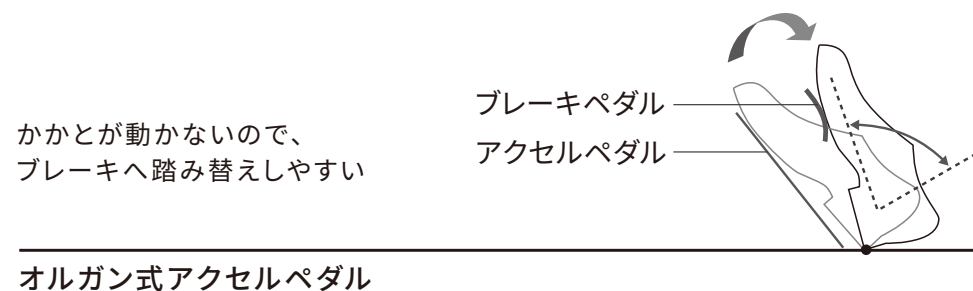 かかとが動かないので、
ブレーキへ踏み替えしやすい
ブレーキペダル
アクセルペダル
オルガン式アクセルペダル